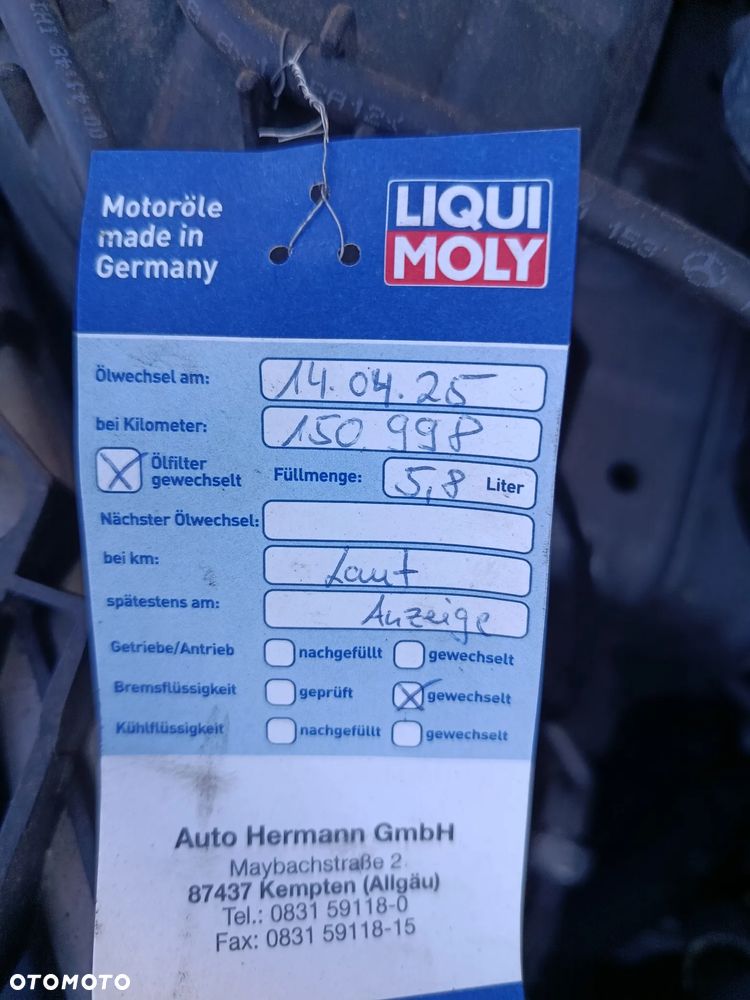 Motoröle
made in
Germany
LIQUI
MOLY
Ölwechsel am: 14.04.25
bei Kilometer: 150 998
Ölfilter
gewechselt
Füllmenge: 5,8 Liter
Nächster Ölwechsel:
bei km: Laut
spätestens am: Anzeige
Getriebe/Antrieb nachgefüllt gewechselt
Bremsflüssigkeit geprüft gewechselt
Kühlflüssigkeit nachgefüllt gewechselt
Auto Hermann GmbH
Maybachstraße 2
87437 Kempten (Allgäu)
Tel.: 0831 59118-0
Fax: 0831 59118-15
OTOMOTO